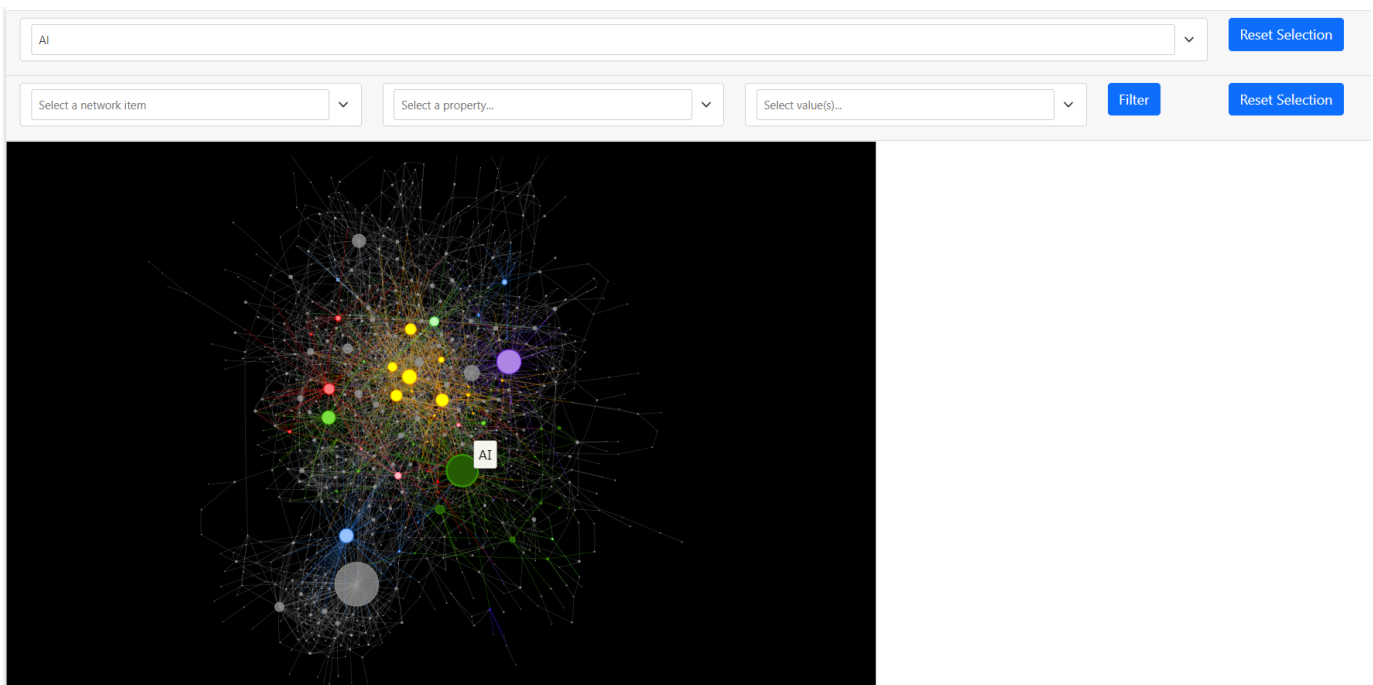 AI
Reset Selection
Select a network item
Select a property...
Select value(s)...
Filter
Reset Selection
AI